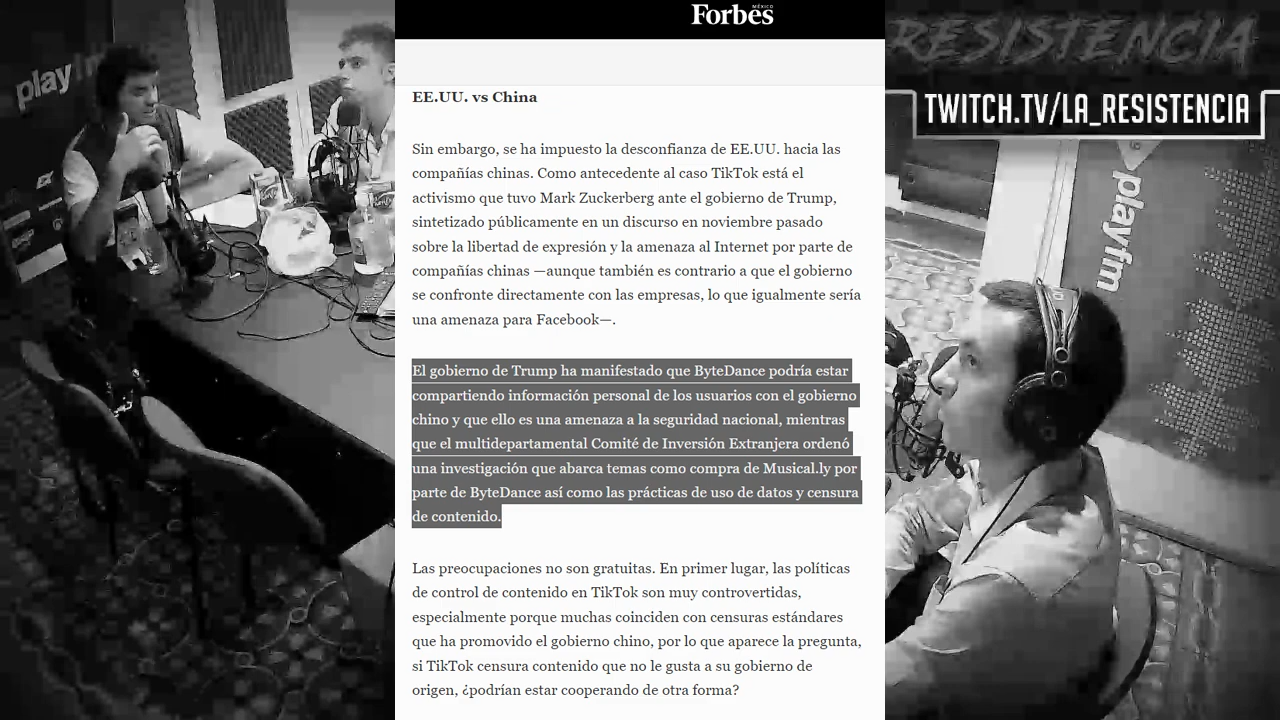 Forbes
MÉXICO
RESISTENCIA
TWITCH.TV/LA_RESISTENCIA
play
playfm
EE.UU. vs China
Sin embargo, se ha impuesto la desconfianza de EE.UU. hacia las
compañías chinas. Como antecedente al caso TikTok está el
activismo que tuvo Mark Zuckerberg ante el gobierno de Trump,
sintetizado públicamente en un discurso en noviembre pasado
sobre la libertad de expresión y la amenaza al Internet por parte de
compañías chinas —aunque también es contrario a que el gobierno
se confronte directamente con las empresas, lo que igualmente sería
una amenaza para Facebook—.
El gobierno de Trump ha manifestado que ByteDance podría estar
compartiendo información personal de los usuarios con el gobierno
chino y que ello es una amenaza a la seguridad nacional, mientras
que el multidepartamental Comité de Inversión Extranjera ordenó
una investigación que abarca temas como compra de Musical.ly por
parte de ByteDance así como las prácticas de uso de datos y censura
de contenido.
Las preocupaciones no son gratuitas. En primer lugar, las políticas
de control de contenido en TikTok son muy controvertidas,
especialmente porque muchas coinciden con censuras estándares
que ha promovido el gobierno chino, por lo que aparece la pregunta,
si TikTok censura contenido que no le gusta a su gobierno de
origen, ¿podrían estar cooperando de otra forma?